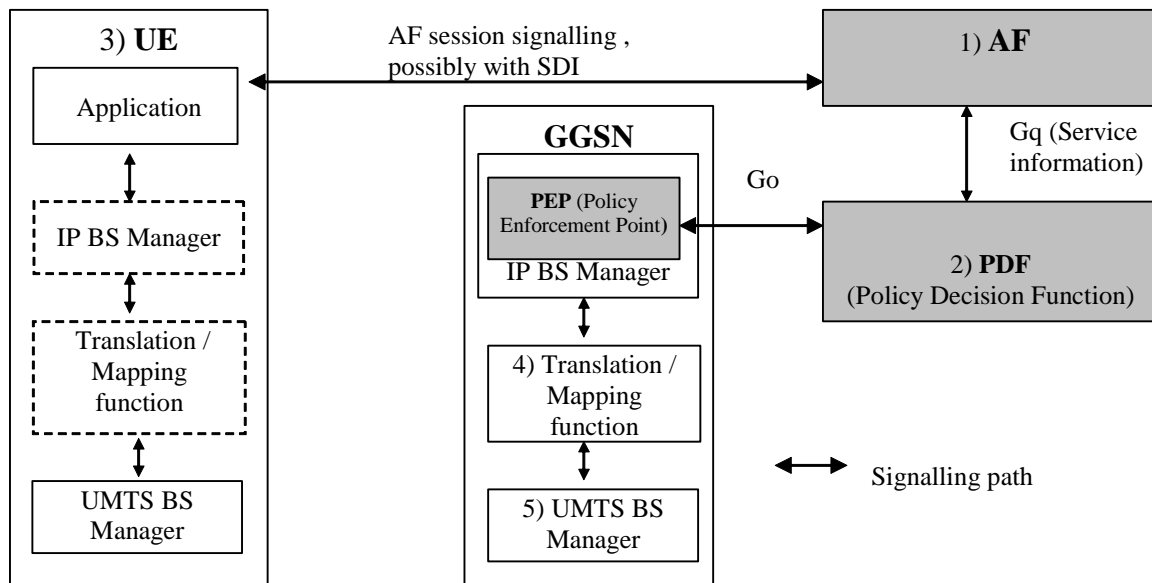 3) UE
Application
IP BS Manager
Translation /
Mapping
function
UMTS BS
Manager
AF session signalling ,
possibly with SDI
GGSN
PEP (Policy
Enforcement Point)
IP BS Manager
4) Translation /
Mapping
function
5) UMTS BS
Manager
Go
1) AF
Gq (Service
information)
2) PDF
(Policy Decision Function)
Signalling path